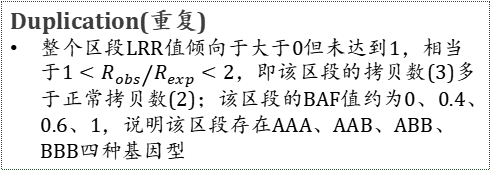 Duplication(重复)
• 整个区段LRR值倾向于大于0但未达到1，相当
于1 < R_obs/R_exp < 2，即该区段的拷贝数(3)多
于正常拷贝数(2)；该区段的BAF值约为0、0.4、
0.6、1，说明该区段存在AAA、AAB、ABB、
BBB四种基因型